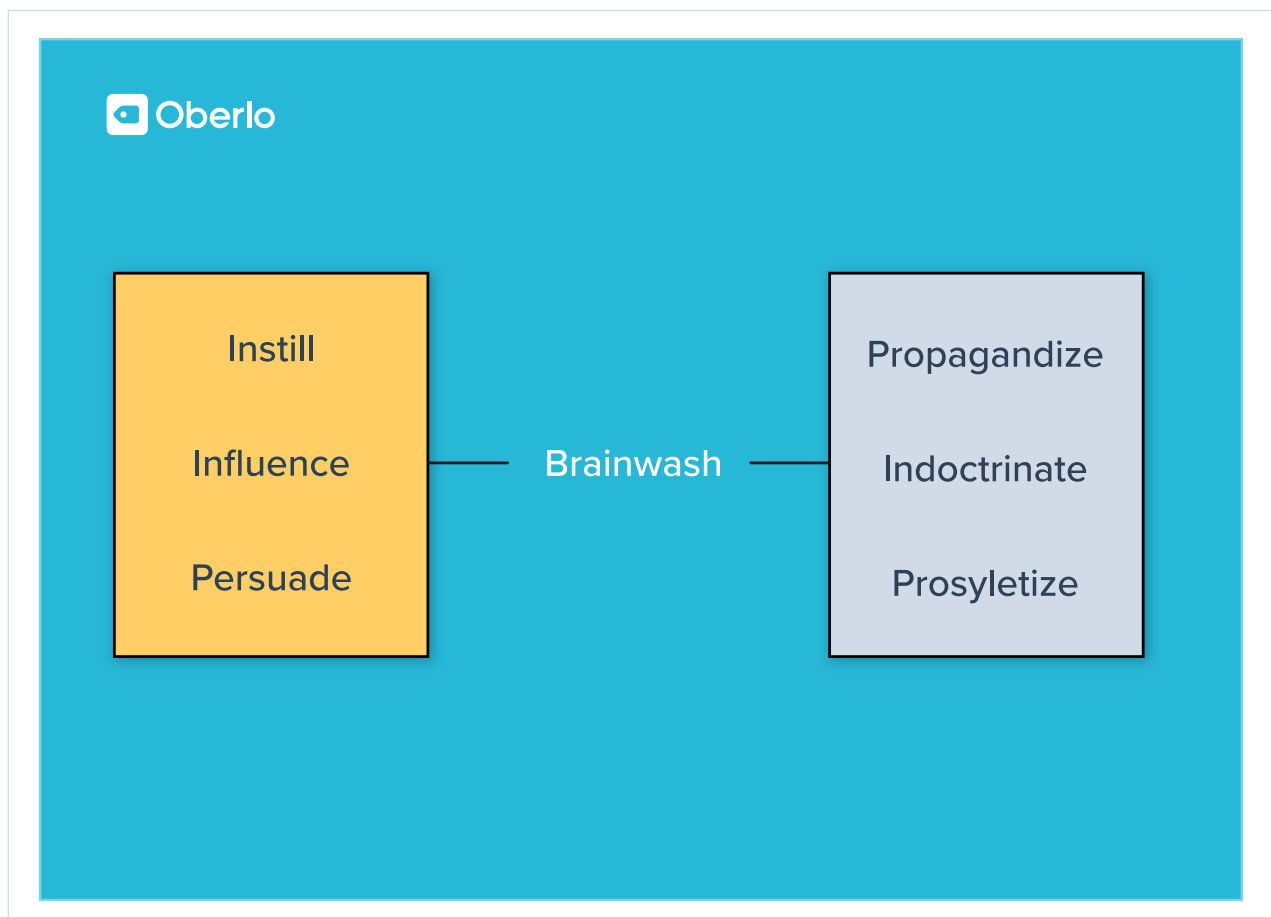 Oberlo
Instill
Influence
Persuade
Brainwash
Propagandize
Indoctrinate
Prosyletize